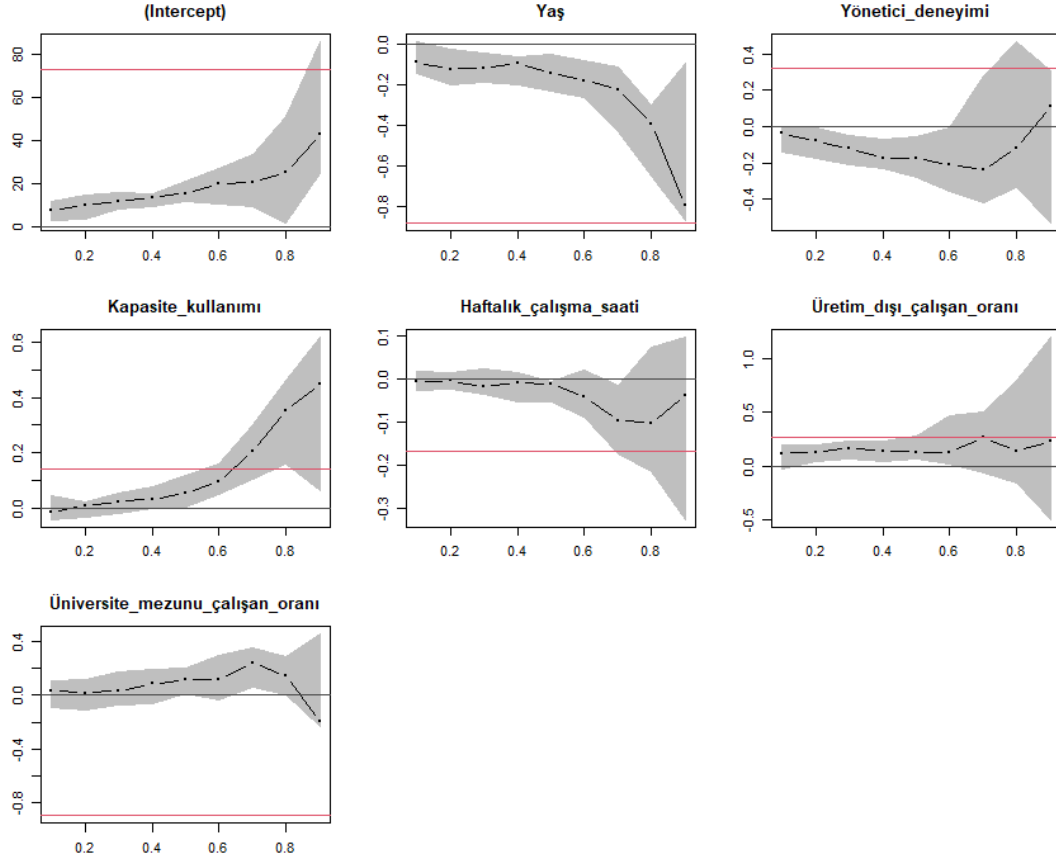 (Intercept)
80
60
40
20
0
0.2 0.4 0.6 0.8
Yaş
0.0
-0.2
-0.4
-0.6
-0.8
0.2 0.4 0.6 0.8
Yönetici_deneyimi
0.4
0.2
0.0
-0.2
-0.4
0.2 0.4 0.6 0.8
Kapasite_kullanımı
0.6
0.4
0.2
0.0
0.2 0.4 0.6 0.8
Haftalık_çalışma_saati
0.1
0.0
-0.1
-0.2
-0.3
0.2 0.4 0.6 0.8
Üretim_dışı_çalışan_oranı
1.0
0.5
0.0
-0.5
0.2 0.4 0.6 0.8
Üniversite_mezunu_çalışan_oranı
0.4
0.0
-0.4
-0.8
0.2 0.4 0.6 0.8